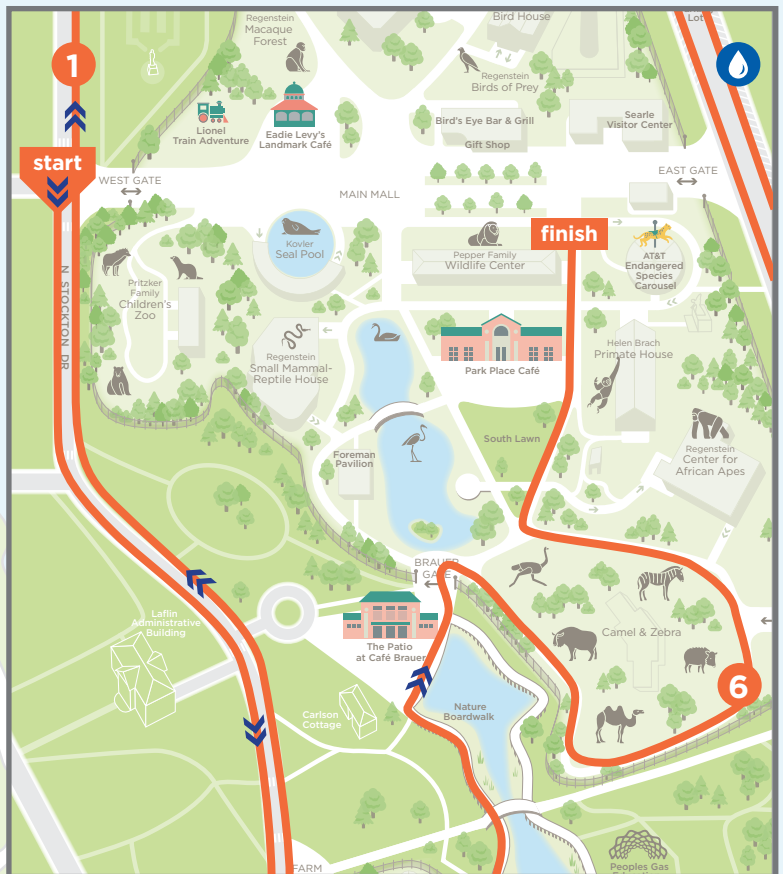 Regenstein
Macaque
Forest
Bird House
Lot
1
Regenstein
Birds of Prey
Lionel
Train Adventure
Eadie Levy's
Landmark Café
Bird's Eye Bar & Grill
Gift Shop
Searle
Visitor Center
start
WEST GATE
MAIN MALL
EAST GATE
finish
Kovler
Seal Pool
Pepper Family
Wildlife Center
AT&T
Endangered
Species
Carousel
N. STOCKTON DR
Pritzker
Family
Children's
Zoo
Regenstein
Small Mammal-
Reptile House
Park Place Café
Helen Brach
Primate House
Foreman
Pavilion
South Lawn
Regenstein
Center for
African Apes
BRAUER
GATE
Laflin
Administrative
Building
The Patio
at Café Brauer
Camel & Zebra
6
Carlson
Cottage
Nature
Boardwalk
FARM
Peoples Gas